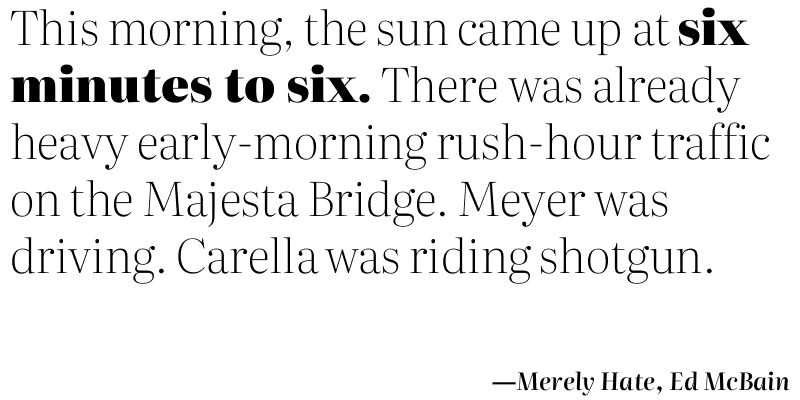 This morning, the sun came up at six
minutes to six. There was already
heavy early-morning rush-hour traffic
on the Majesta Bridge. Meyer was
driving. Carella was riding shotgun.
—Merely Hate, Ed McBain